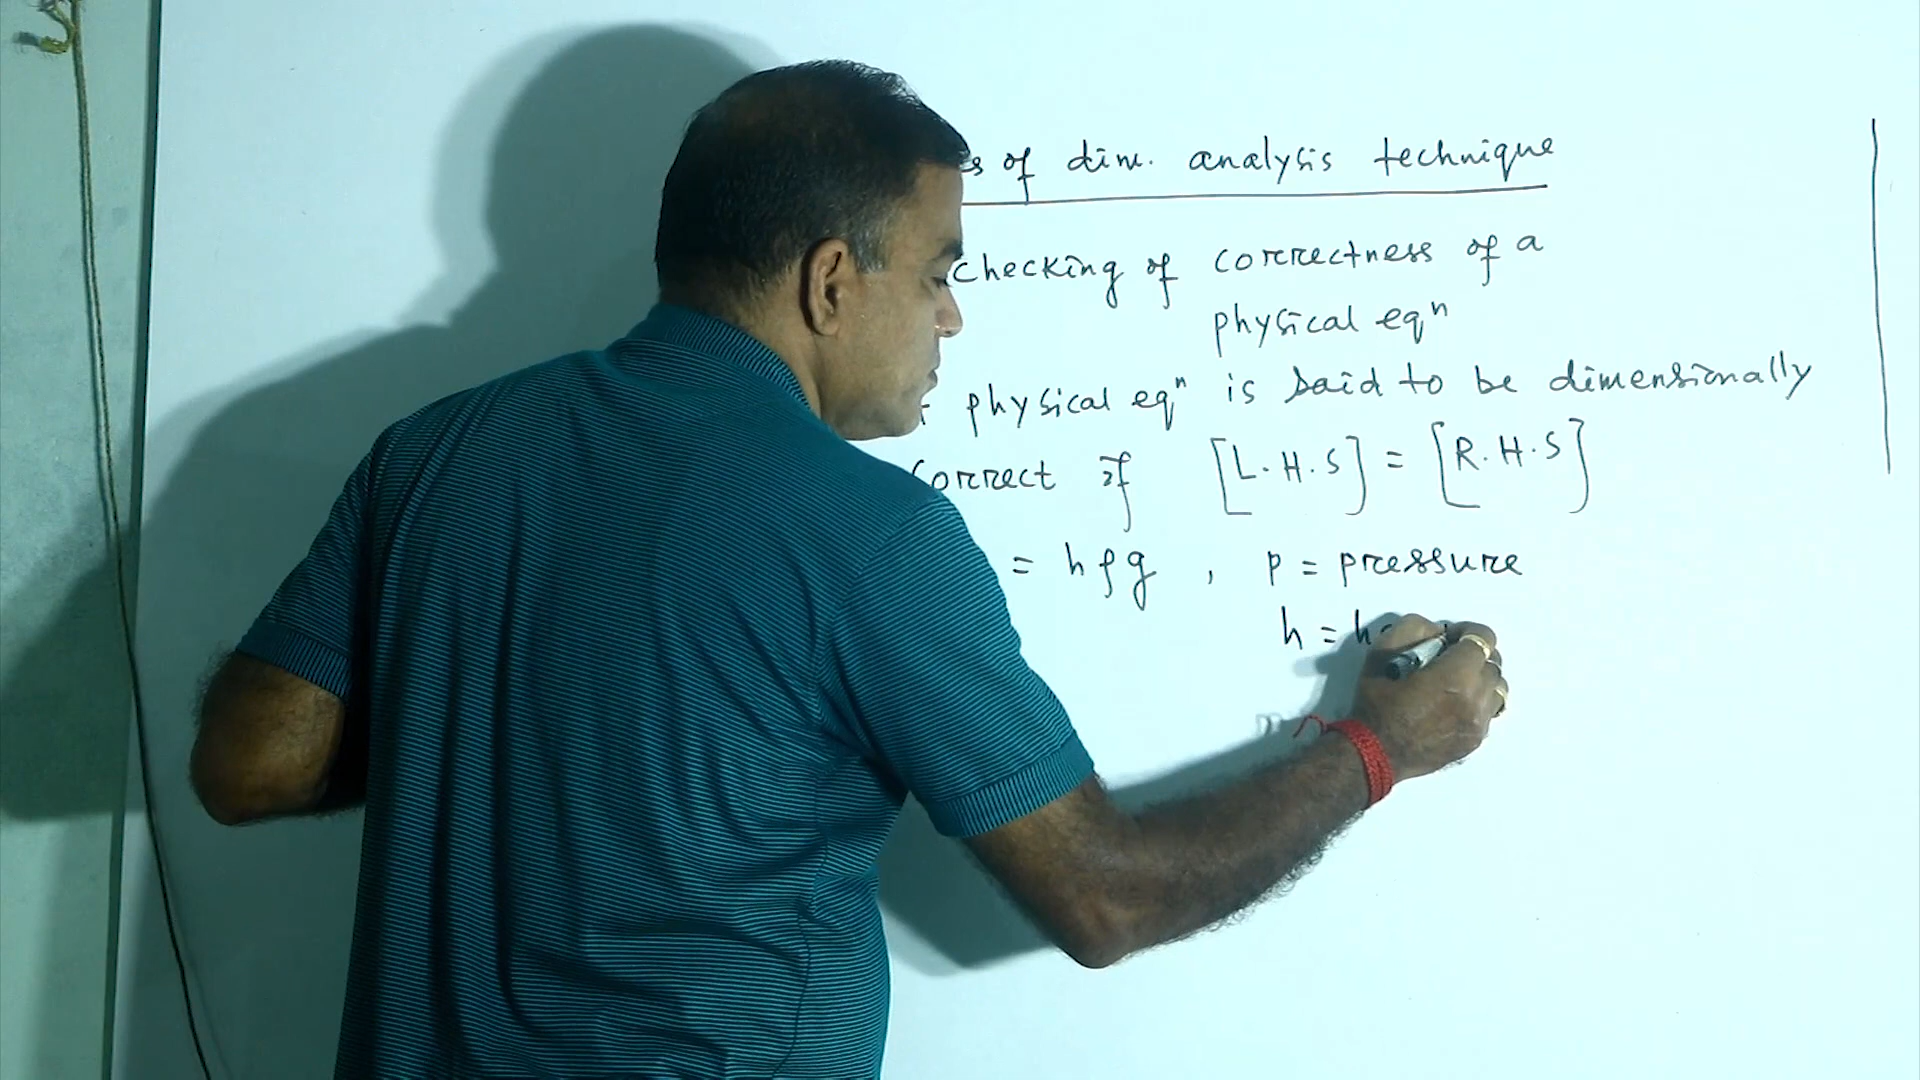 of dim. analysis technique
checking of correctness of a
physical eqⁿ
physical eqⁿ is said to be dimensionally
correct if [L.H.S] = [R.H.S]
= hρg , p = pressure
h =